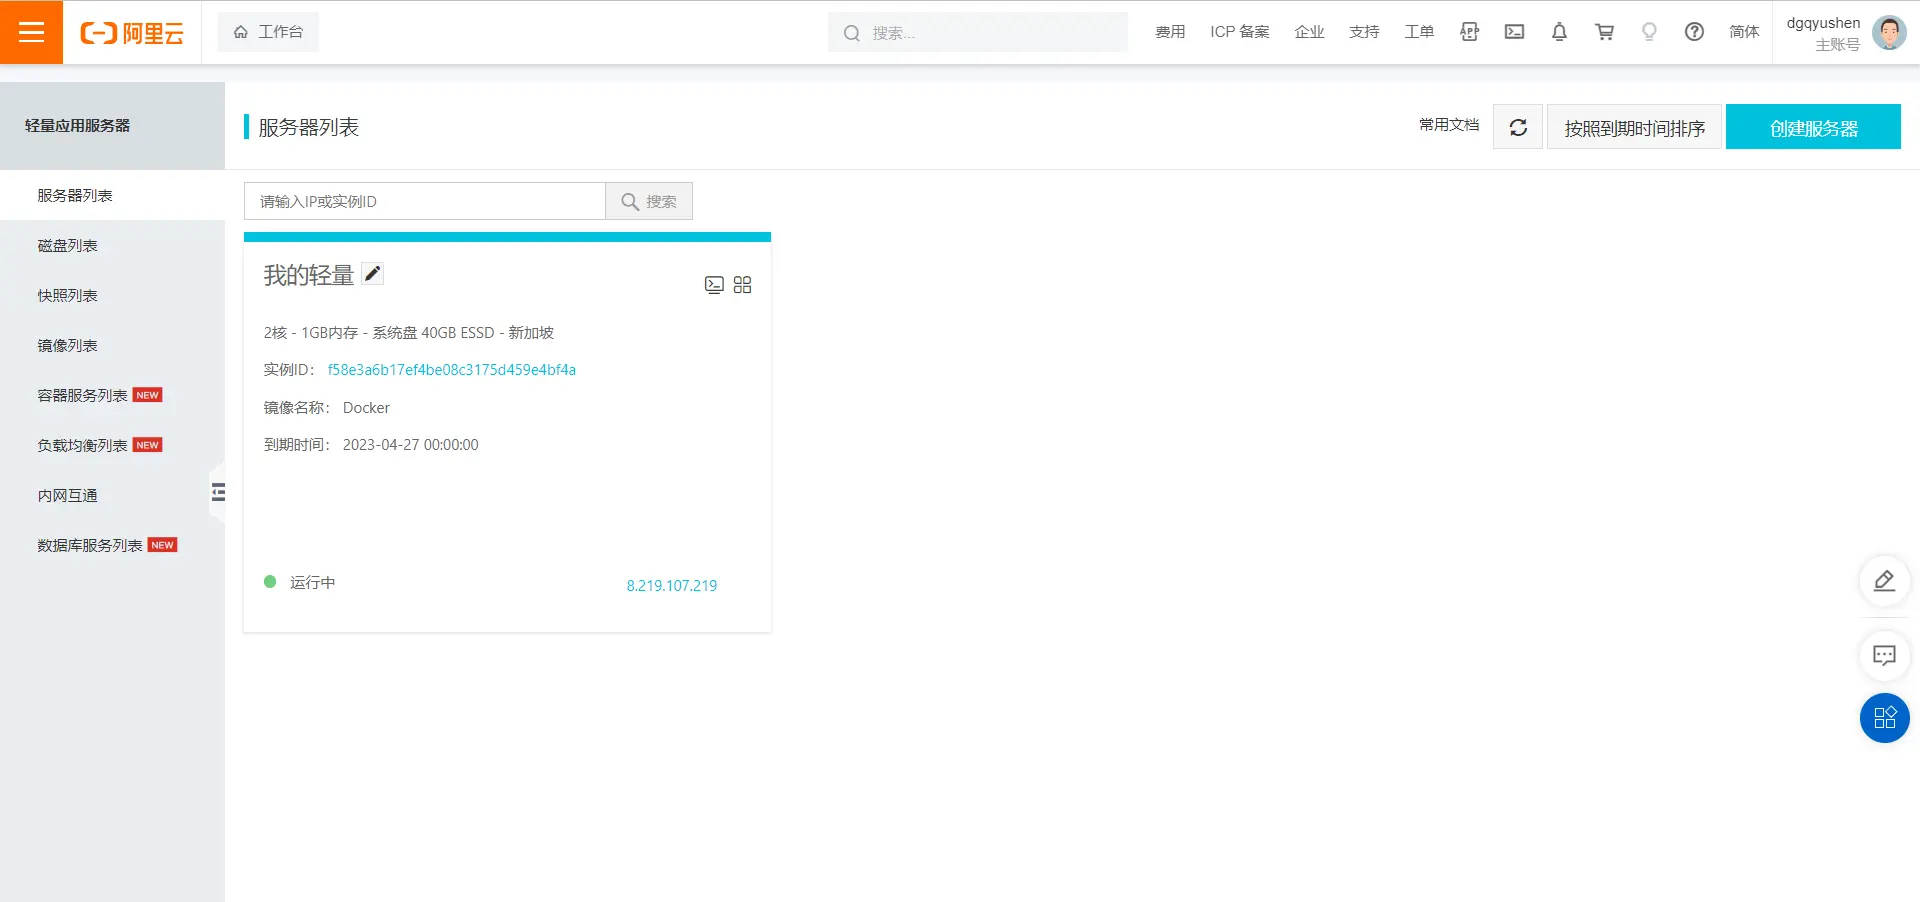 阿里云
工作台
搜索...
费用 ICP 备案 企业 支持 工单 APP 简体
dgqyushen
主账号
轻量应用服务器
服务器列表
磁盘列表
快照列表
镜像列表
容器服务列表 NEW
负载均衡列表 NEW
内网互通
数据库服务列表 NEW
服务器列表
常用文档 按照到期时间排序 创建服务器
请输入IP或实例ID 搜索
我的轻量
2核 - 1GB内存 - 系统盘 40GB ESSD - 新加坡
实例ID： f58e3a6b17ef4be08c3175d459e4bf4a
镜像名称： Docker
到期时间： 2023-04-27 00:00:00
运行中 8.219.107.219